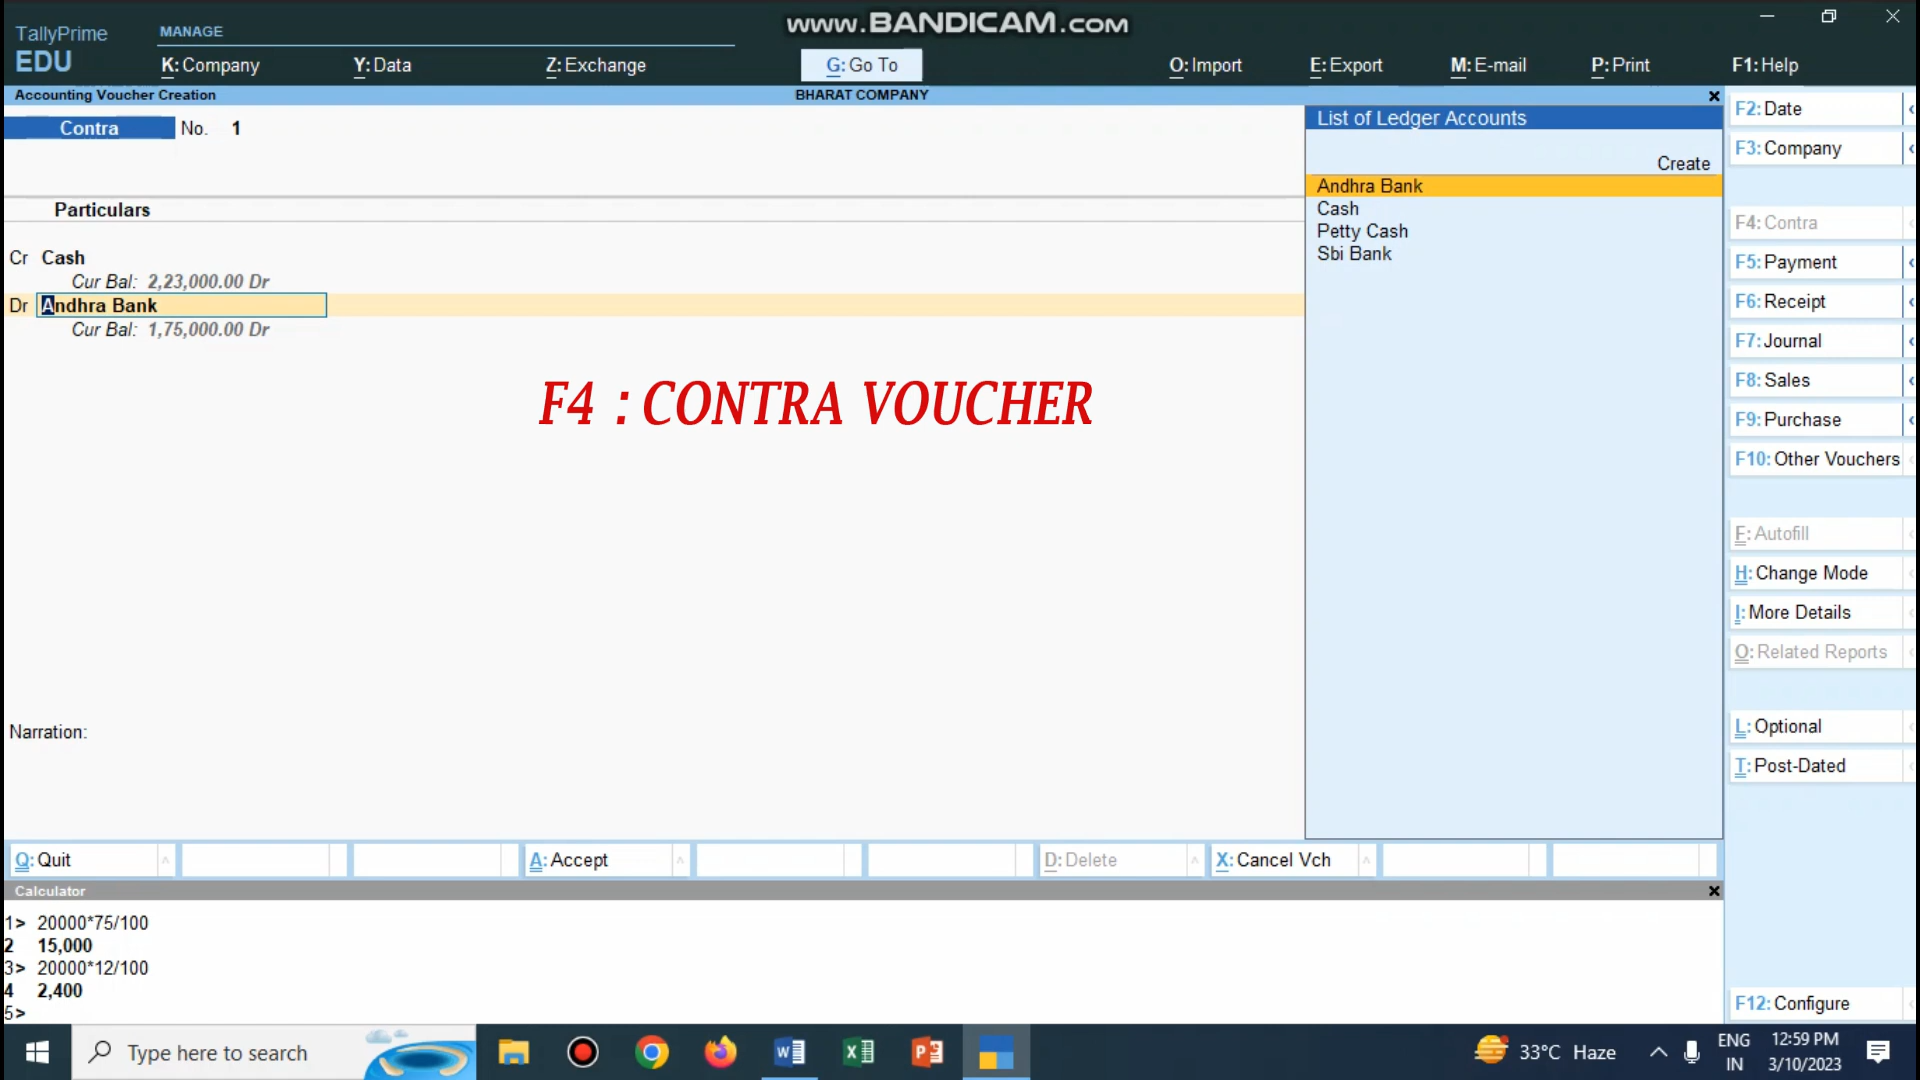 www.BANDICAM.com
TallyPrime
EDU
MANAGE
K: Company
Y: Data
Z: Exchange
G: Go To
O: Import
E: Export
M: E-mail
P: Print
F1: Help
Accounting Voucher Creation
BHARAT COMPANY
Contra No. 1
Particulars
Cr Cash
Cur Bal: 2,23,000.00 Dr
Dr Andhra Bank
Cur Bal: 1,75,000.00 Dr
F4 : CONTRA VOUCHER
Narration:
List of Ledger Accounts
Create
Andhra Bank
Cash
Petty Cash
Sbi Bank
F2: Date
F3: Company
F4: Contra
F5: Payment
F6: Receipt
F7: Journal
F8: Sales
F9: Purchase
F10: Other Vouchers
F: Autofill
H: Change Mode
I: More Details
O: Related Reports
L: Optional
T: Post-Dated
F12: Configure
Q: Quit
A: Accept
D: Delete
X: Cancel Vch
Calculator
1> 20000*75/100
2 15,000
3> 20000*12/100
4 2,400
5>
Type here to search
33°C Haze
ENG
IN
12:59 PM
3/10/2023